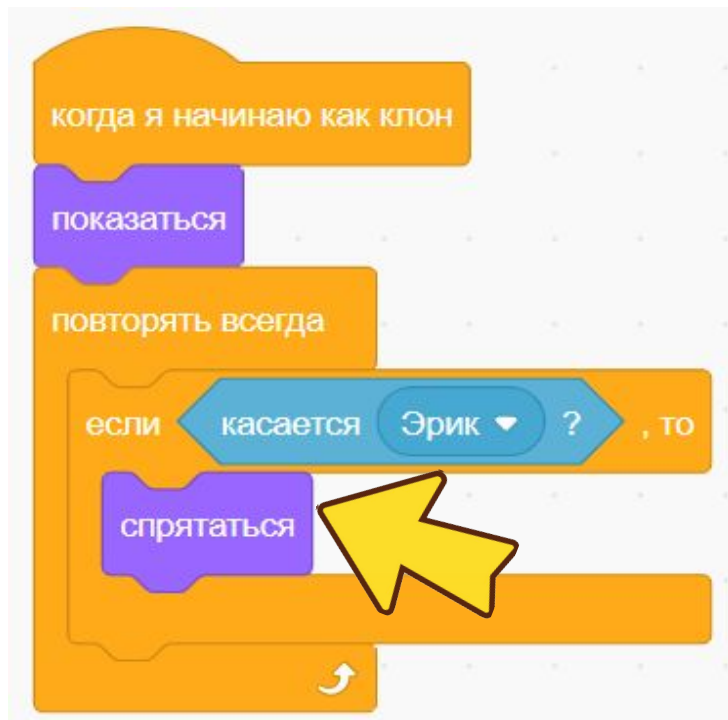 когда я начинаю как клон
показаться
повторять всегда
если касается Эрик ? , то
спрятаться